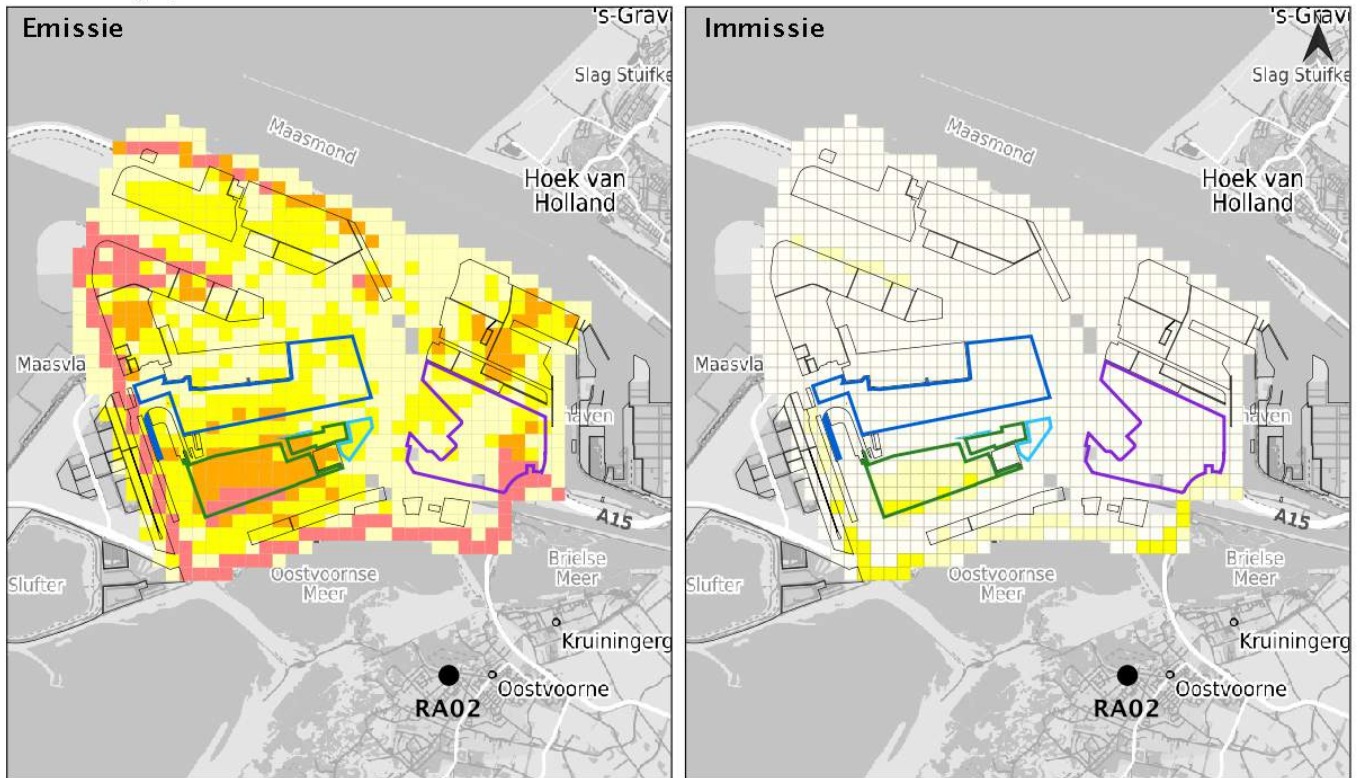 Emissie
's-Grav
Slag Stuifke
Maasmond
Hoek van
Holland
Maasvla
haven
A15
Slufter
Oostvoornse
Meer
Brielse
Meer
Kruiningerg
Oostvoorne
RA02
Immissie
's-Grav
Slag Stuifke
Maasmond
Hoek van
Holland
Maasvla
haven
A15
Slufter
Oostvoornse
Meer
Brielse
Meer
Kruiningerg
Oostvoorne
RA02